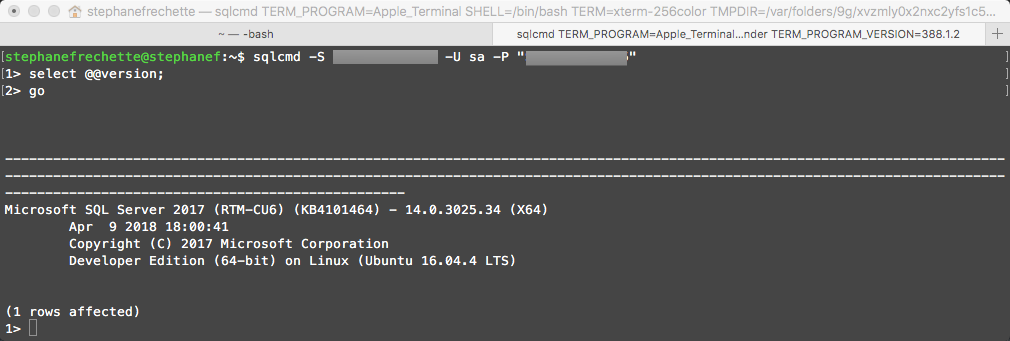 stephanefrechette — sqlcmd TERM_PROGRAM=Apple_Terminal SHELL=/bin/bash TERM=xterm-256color TMPDIR=/var/folders/9g/xvzmly0x2nxc2yfs1c5...
~ — -bash
sqlcmd TERM_PROGRAM=Apple_Terminal...nder TERM_PROGRAM_VERSION=388.1.2 +
[stephanefrechette@stephanef:~$ sqlcmd -S -U sa -P " " ]
[1> select @@version; ]
[2> go ]
-----------------------------------------------------------------------------------------------------------------------------
-----------------------------------------------------------------------------------------------------------------------------
--------------------------------------------------
Microsoft SQL Server 2017 (RTM-CU6) (KB4101464) - 14.0.3025.34 (X64)
Apr  9 2018 18:00:41
Copyright (C) 2017 Microsoft Corporation
Developer Edition (64-bit) on Linux (Ubuntu 16.04.4 LTS)
(1 rows affected)
1>